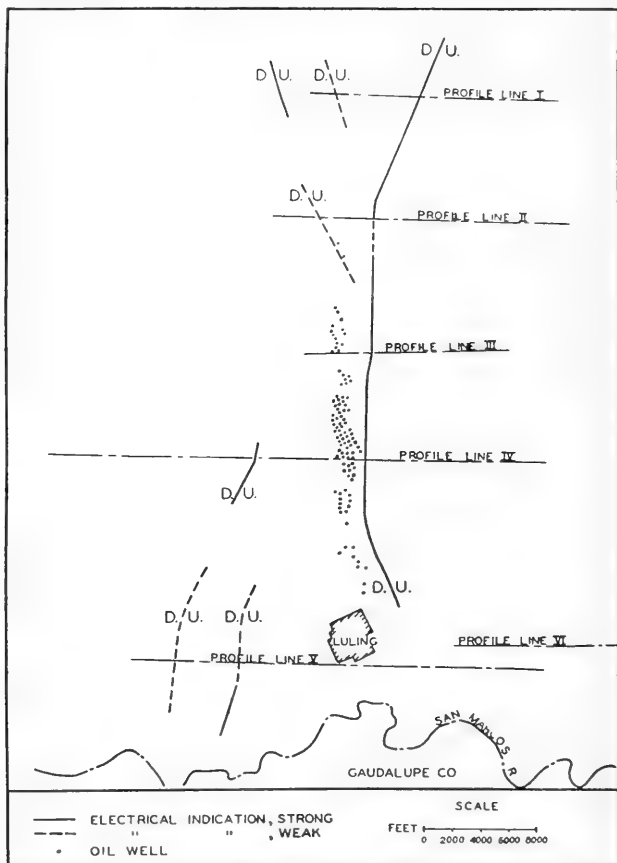 D U.
D U. D. U.
PROFILE LINE I
D. U.
PROFILE LINE II
PROFILE LINE III
PROFILE LINE IV
D. U.
D. U.
D. U. D. U.
LULING
PROFILE LINE VI
PROFILE LINE V
SAN MARCOS R.
GAUDALUPE CO
ELECTRICAL INDICATION, STRONG
" " , WEAK
OIL WELL
SCALE
FEET 0 2000 4000 6000 8000